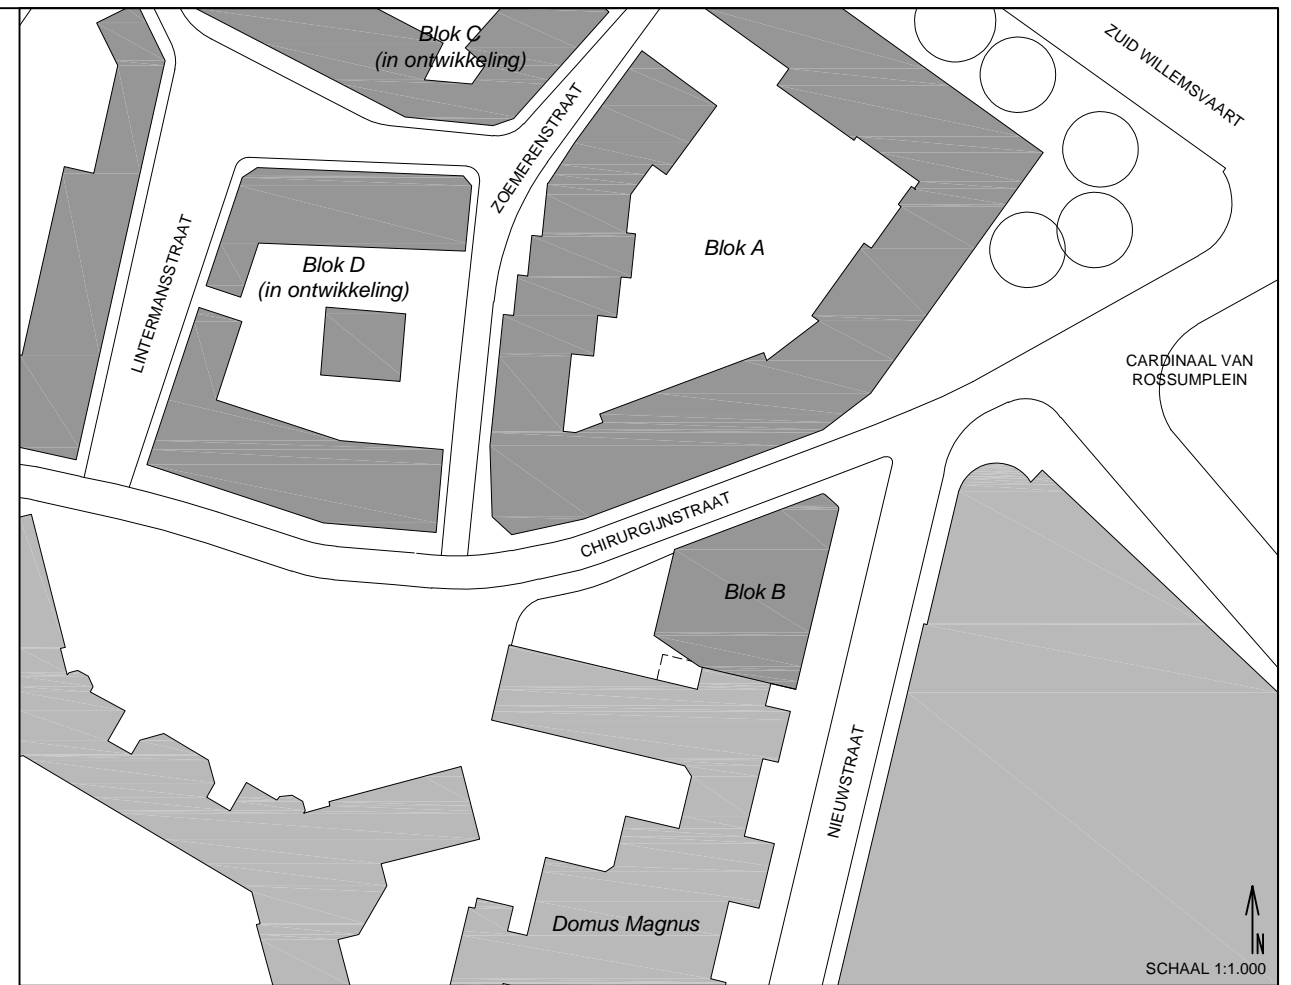 Blok C
(in ontwikkeling)
ZUID WILLEMSVAART
ZOEMERENSTRAAT
LINTERMANSSTRAAT
Blok A
Blok D
(in ontwikkeling)
CARDINAAL VAN
ROSSUMPLEIN
CHIRURGIJNSTRAAT
Blok B
NIEUWSTRAAT
Domus Magnus
N
SCHAAL 1:1.000